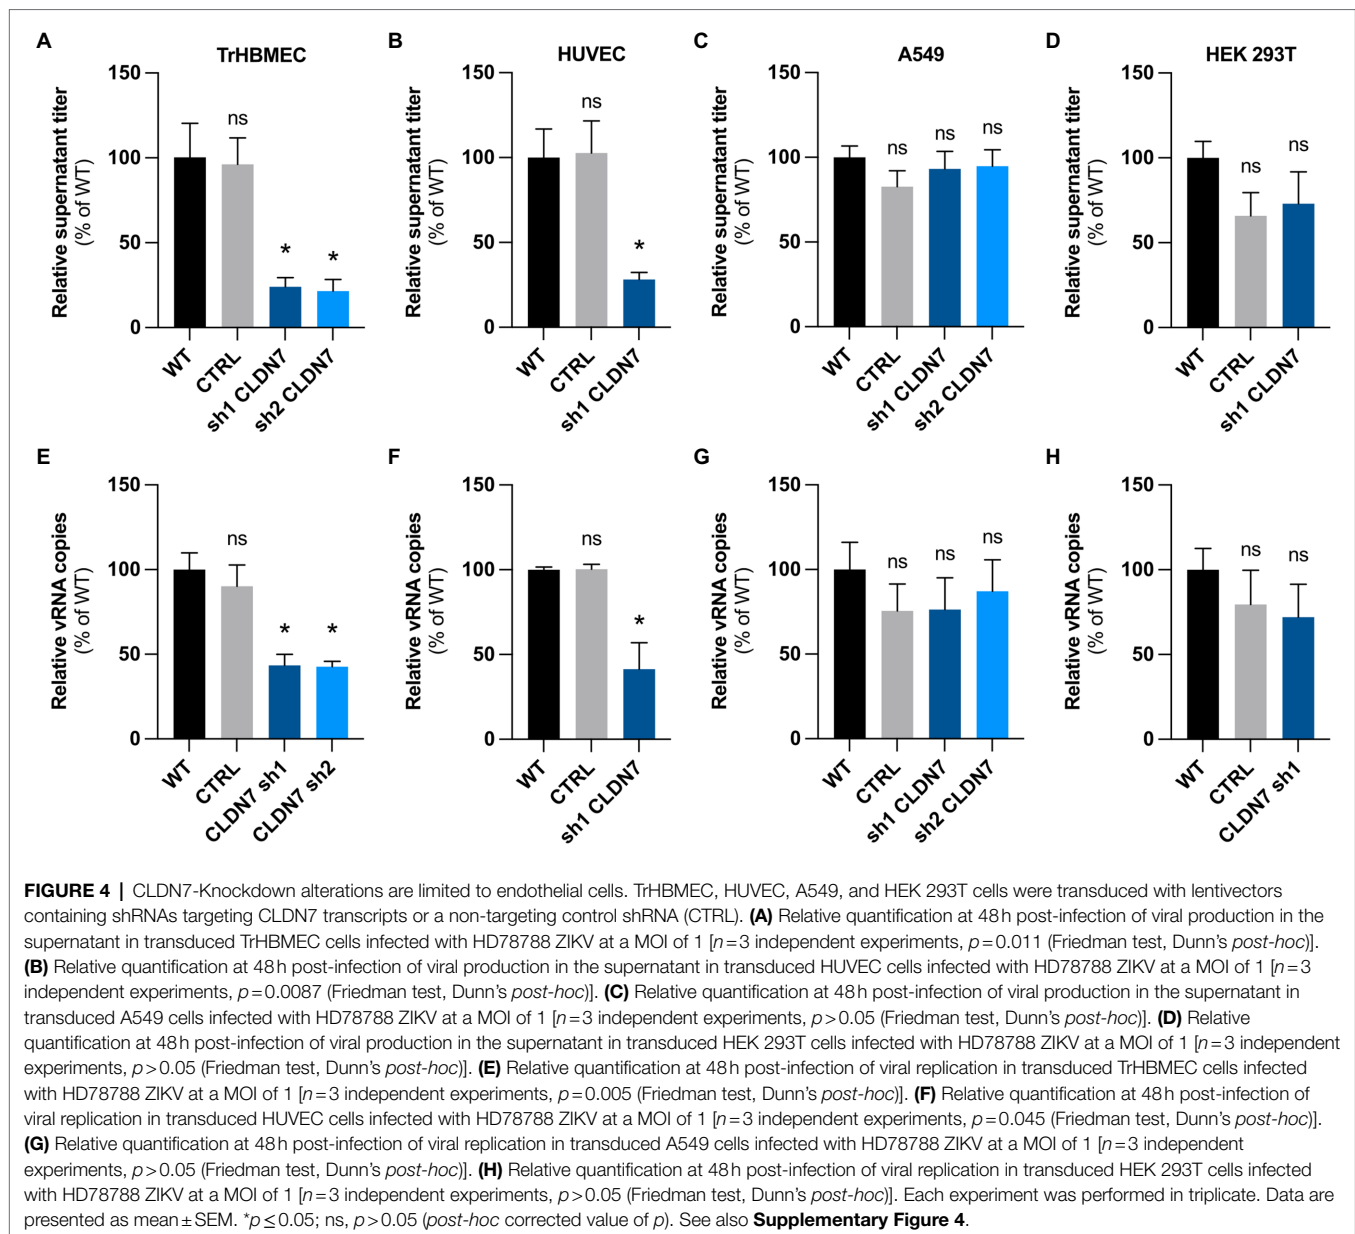 A
TrHBMEC
Relative supernatant titer
(% of WT)
150
100
50
0
ns
*
*
WT
CTRL
sh1 CLDN7
sh2 CLDN7
B
HUVEC
Relative supernatant titer
(% of WT)
150
100
50
0
ns
*
WT
CTRL
sh1 CLDN7
C
A549
Relative supernatant titer
(% of WT)
150
100
50
0
ns
ns
ns
WT
CTRL
sh1 CLDN7
sh2 CLDN7
D
HEK 293T
Relative supernatant titer
(% of WT)
150
100
50
0
ns
ns
WT
CTRL
sh1 CLDN7
E
Relative vRNA copies
(% of WT)
150
100
50
0
ns
*
*
WT
CTRL
CLDN7 sh1
CLDN7 sh2
F
Relative vRNA copies
(% of WT)
150
100
50
0
ns
*
WT
CTRL
sh1 CLDN7
G
Relative vRNA copies
(% of WT)
150
100
50
0
ns
ns
ns
WT
CTRL
sh1 CLDN7
sh2 CLDN7
H
Relative vRNA copies
(% of WT)
150
100
50
0
ns
ns
WT
CTRL
CLDN7 sh1
FIGURE 4 | CLDN7-Knockdown alterations are limited to endothelial cells. TrHBMEC, HUVEC, A549, and HEK 293T cells were transduced with lentivectors
containing shRNAs targeting CLDN7 transcripts or a non-targeting control shRNA (CTRL). (A) Relative quantification at 48 h post-infection of viral production in the
supernatant in transduced TrHBMEC cells infected with HD78788 ZIKV at a MOI of 1 [n = 3 independent experiments, p = 0.011 (Friedman test, Dunn's post-hoc)].
(B) Relative quantification at 48 h post-infection of viral production in the supernatant in transduced HUVEC cells infected with HD78788 ZIKV at a MOI of 1 [n = 3
independent experiments, p = 0.0087 (Friedman test, Dunn's post-hoc)]. (C) Relative quantification at 48 h post-infection of viral production in the supernatant in
transduced A549 cells infected with HD78788 ZIKV at a MOI of 1 [n = 3 independent experiments, p > 0.05 (Friedman test, Dunn's post-hoc)]. (D) Relative
quantification at 48 h post-infection of viral production in the supernatant in transduced HEK 293T cells infected with HD78788 ZIKV at a MOI of 1 [n = 3 independent
experiments, p > 0.05 (Friedman test, Dunn's post-hoc)]. (E) Relative quantification at 48 h post-infection of viral replication in transduced TrHBMEC cells infected
with HD78788 ZIKV at a MOI of 1 [n = 3 independent experiments, p = 0.005 (Friedman test, Dunn's post-hoc)]. (F) Relative quantification at 48 h post-infection of
viral replication in transduced HUVEC cells infected with HD78788 ZIKV at a MOI of 1 [n = 3 independent experiments, p = 0.045 (Friedman test, Dunn's post-hoc)].
(G) Relative quantification at 48 h post-infection of viral replication in transduced A549 cells infected with HD78788 ZIKV at a MOI of 1 [n = 3 independent
experiments, p > 0.05 (Friedman test, Dunn's post-hoc)]. (H) Relative quantification at 48 h post-infection of viral replication in transduced HEK 293T cells infected
with HD78788 ZIKV at a MOI of 1 [n = 3 independent experiments, p > 0.05 (Friedman test, Dunn's post-hoc)]. Each experiment was performed in triplicate. Data are
presented as mean ± SEM. *p ≤ 0.05; ns, p > 0.05 (post-hoc corrected value of p). See also Supplementary Figure 4.